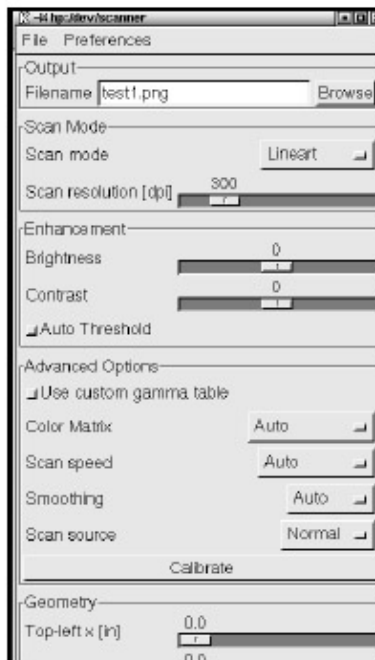 hp:/dev/scanner
File Preferences
Output
Filename test1.png Browse
Scan Mode
Scan mode Lineart
300
Scan resolution [dpi]
Enhancement
0
Brightness
0
Contrast
Auto Threshold
Advanced Options
Use custom gamma table
Color Matrix Auto
Scan speed Auto
Smoothing Auto
Scan source Normal
Calibrate
Geometry
0.0
Top-left x [in]
0.0